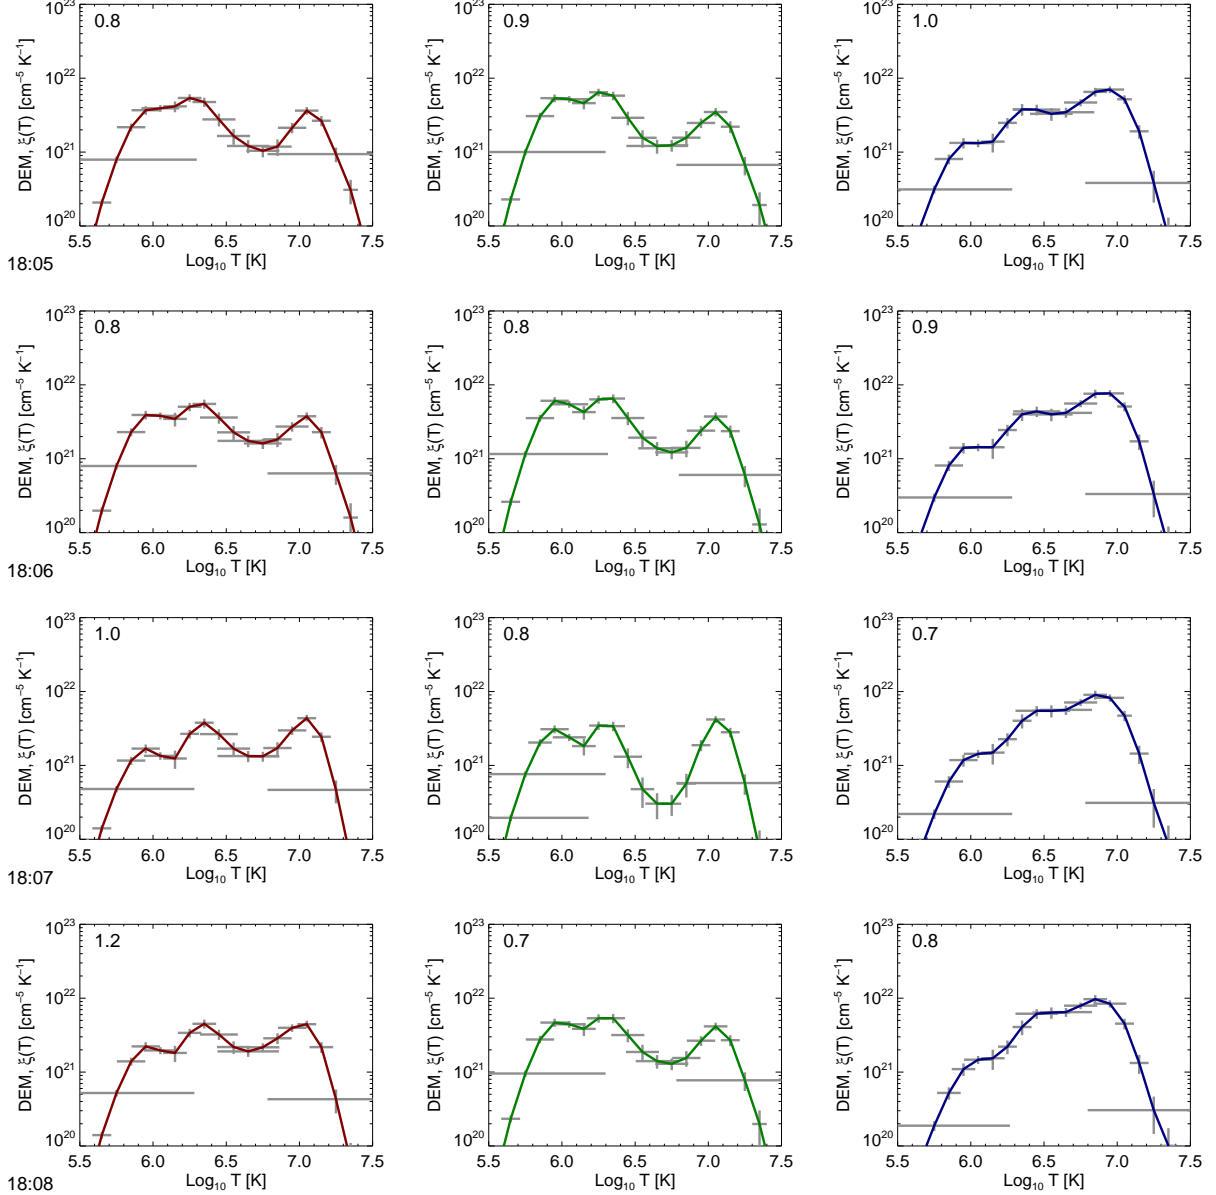 10²³ 0.8 10²³ 0.9 10²³ 1.0
DEM, ξ(T) [cm⁻⁵ K⁻¹] DEM, ξ(T) [cm⁻⁵ K⁻¹] DEM, ξ(T) [cm⁻⁵ K⁻¹]
10²² 10²² 10²²
10²¹ 10²¹ 10²¹
10²⁰ 10²⁰ 10²⁰
5.5 6.0 6.5 7.0 7.5 5.5 6.0 6.5 7.0 7.5 5.5 6.0 6.5 7.0 7.5
18:05 Log₁₀ T [K] Log₁₀ T [K] Log₁₀ T [K]
10²³ 0.8 10²³ 0.8 10²³ 0.9
DEM, ξ(T) [cm⁻⁵ K⁻¹] DEM, ξ(T) [cm⁻⁵ K⁻¹] DEM, ξ(T) [cm⁻⁵ K⁻¹]
10²² 10²² 10²²
10²¹ 10²¹ 10²¹
10²⁰ 10²⁰ 10²⁰
5.5 6.0 6.5 7.0 7.5 5.5 6.0 6.5 7.0 7.5 5.5 6.0 6.5 7.0 7.5
18:06 Log₁₀ T [K] Log₁₀ T [K] Log₁₀ T [K]
10²³ 1.0 10²³ 0.8 10²³ 0.7
DEM, ξ(T) [cm⁻⁵ K⁻¹] DEM, ξ(T) [cm⁻⁵ K⁻¹] DEM, ξ(T) [cm⁻⁵ K⁻¹]
10²² 10²² 10²²
10²¹ 10²¹ 10²¹
10²⁰ 10²⁰ 10²⁰
5.5 6.0 6.5 7.0 7.5 5.5 6.0 6.5 7.0 7.5 5.5 6.0 6.5 7.0 7.5
18:07 Log₁₀ T [K] Log₁₀ T [K] Log₁₀ T [K]
10²³ 1.2 10²³ 0.7 10²³ 0.8
DEM, ξ(T) [cm⁻⁵ K⁻¹] DEM, ξ(T) [cm⁻⁵ K⁻¹] DEM, ξ(T) [cm⁻⁵ K⁻¹]
10²² 10²² 10²²
10²¹ 10²¹ 10²¹
10²⁰ 10²⁰ 10²⁰
5.5 6.0 6.5 7.0 7.5 5.5 6.0 6.5 7.0 7.5 5.5 6.0 6.5 7.0 7.5
18:08 Log₁₀ T [K] Log₁₀ T [K] Log₁₀ T [K]